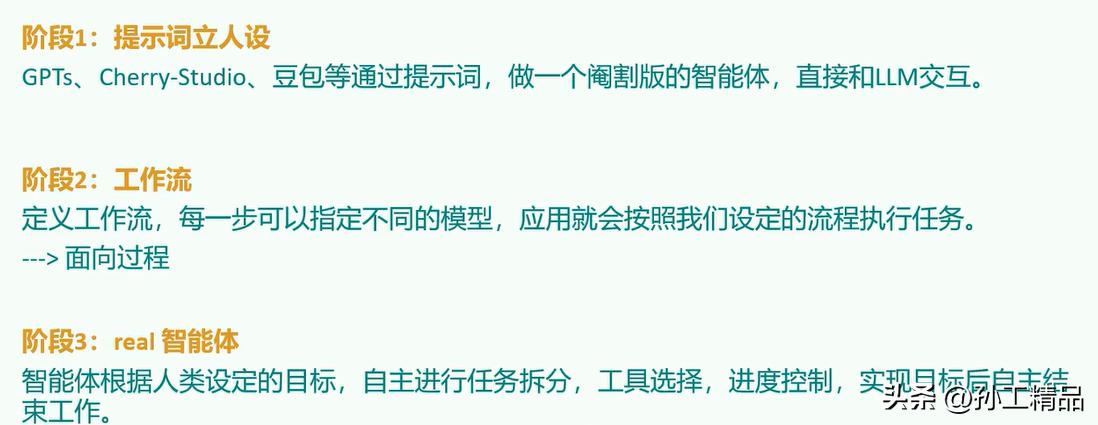 阶段1：提示词立人设
GPTs、Cherry-Studio、豆包等通过提示词，做一个阉割版的智能体，直接和LLM交互。
阶段2：工作流
定义工作流，每一步可以指定不同的模型，应用就会按照我们设定的流程执行任务。
---> 面向过程
阶段3：real 智能体
智能体根据人类设定的目标，自主进行任务拆分，工具选择，进度控制，实现目标后自主结
束工作。
头条 @孙工精品